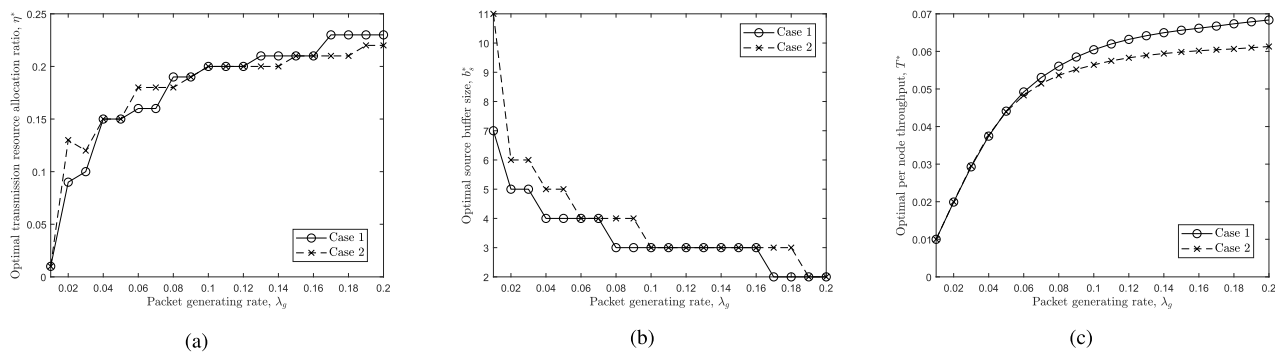 Optimal transmission resource allocation ratio, η*
0.25
0.2
0.15
0.1
0.05
0
0.02 0.04 0.06 0.08 0.1 0.12 0.14 0.16 0.18 0.2
Packet generating rate, λg
Case 1
Case 2
(a)
Optimal source buffer size, b*s
11
10
9
8
7
6
5
4
3
2
0.02 0.04 0.06 0.08 0.1 0.12 0.14 0.16 0.18 0.2
Packet generating rate, λg
Case 1
Case 2
(b)
Optimal per node throughput, T*
0.07
0.06
0.05
0.04
0.03
0.02
0.01
0
0.02 0.04 0.06 0.08 0.1 0.12 0.14 0.16 0.18 0.2
Packet generating rate, λg
Case 1
Case 2
(c)